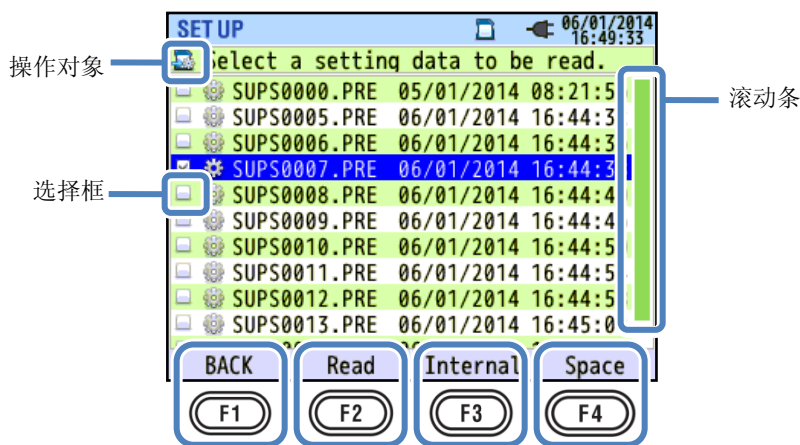 SET UP
06/01/2014
16:49:33
操作对象
Select a setting data to be read.
滚动条
SUPS0000.PRE 05/01/2014 08:21:5
SUPS0005.PRE 06/01/2014 16:44:3
SUPS0006.PRE 06/01/2014 16:44:3
SUPS0007.PRE 06/01/2014 16:44:3
选择框
SUPS0008.PRE 06/01/2014 16:44:4
SUPS0009.PRE 06/01/2014 16:44:4
SUPS0010.PRE 06/01/2014 16:44:5
SUPS0011.PRE 06/01/2014 16:44:5
SUPS0012.PRE 06/01/2014 16:44:5
SUPS0013.PRE 06/01/2014 16:45:0
BACK Read Internal Space
F1 F2 F3 F4